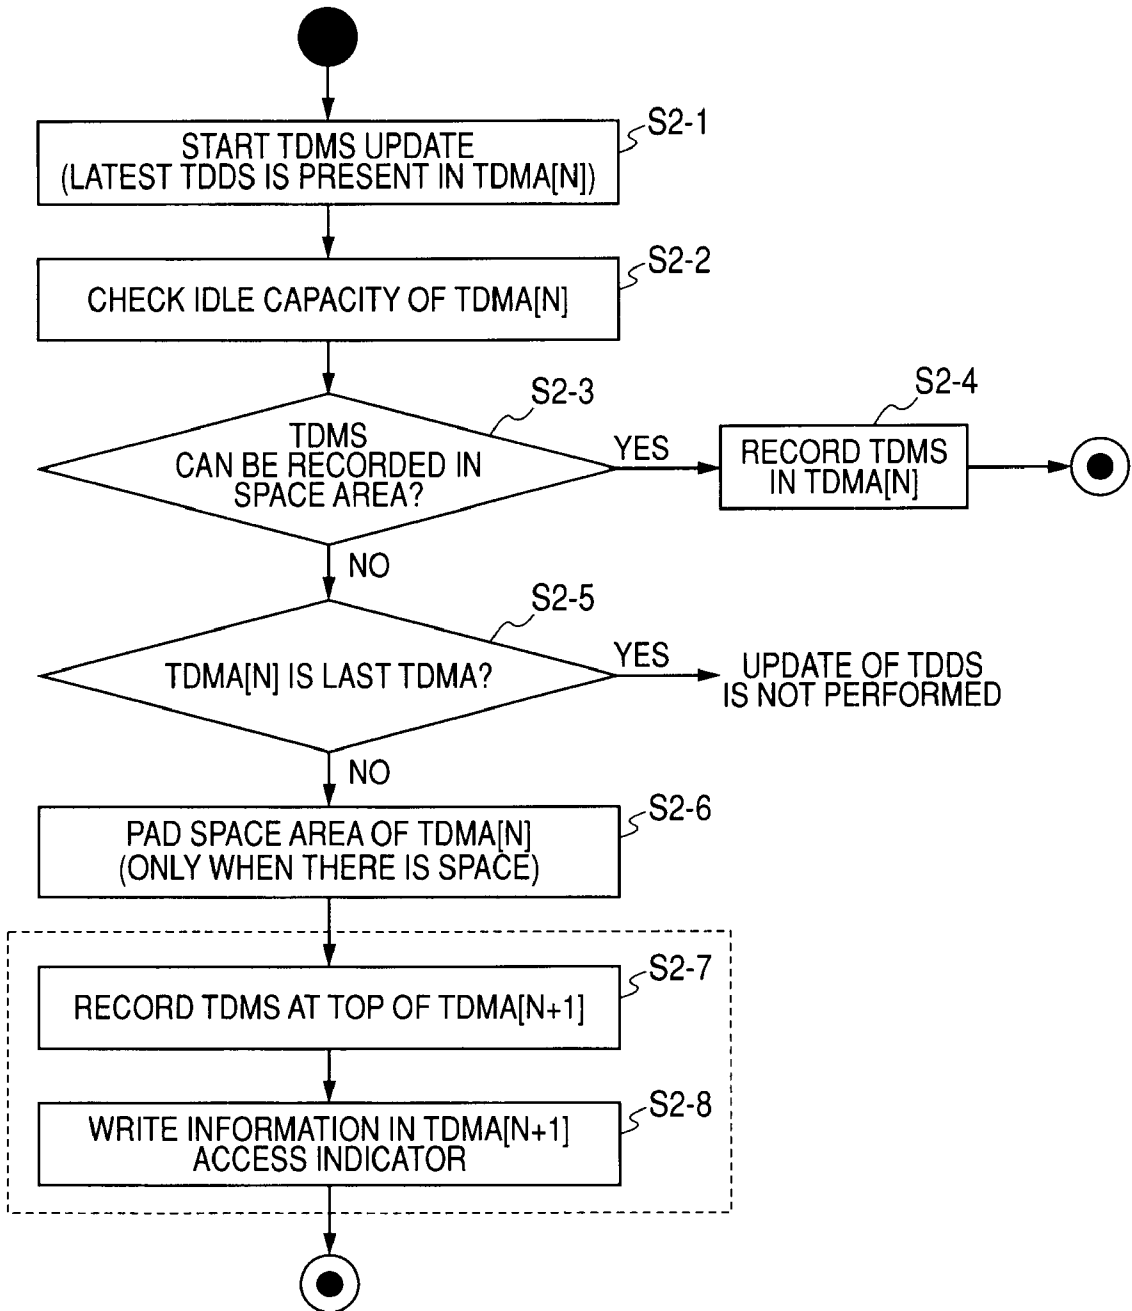 S2-1
START TDMS UPDATE
(LATEST TDDS IS PRESENT IN TDMA[N])
S2-2
CHECK IDLE CAPACITY OF TDMA[N]
S2-3
TDMS
CAN BE RECORDED IN
SPACE AREA?
YES
S2-4
RECORD TDMS
IN TDMA[N]
NO
S2-5
TDMA[N] IS LAST TDMA?
YES
UPDATE OF TDDS
IS NOT PERFORMED
NO
S2-6
PAD SPACE AREA OF TDMA[N]
(ONLY WHEN THERE IS SPACE)
S2-7
RECORD TDMS AT TOP OF TDMA[N+1]
S2-8
WRITE INFORMATION IN TDMA[N+1]
ACCESS INDICATOR